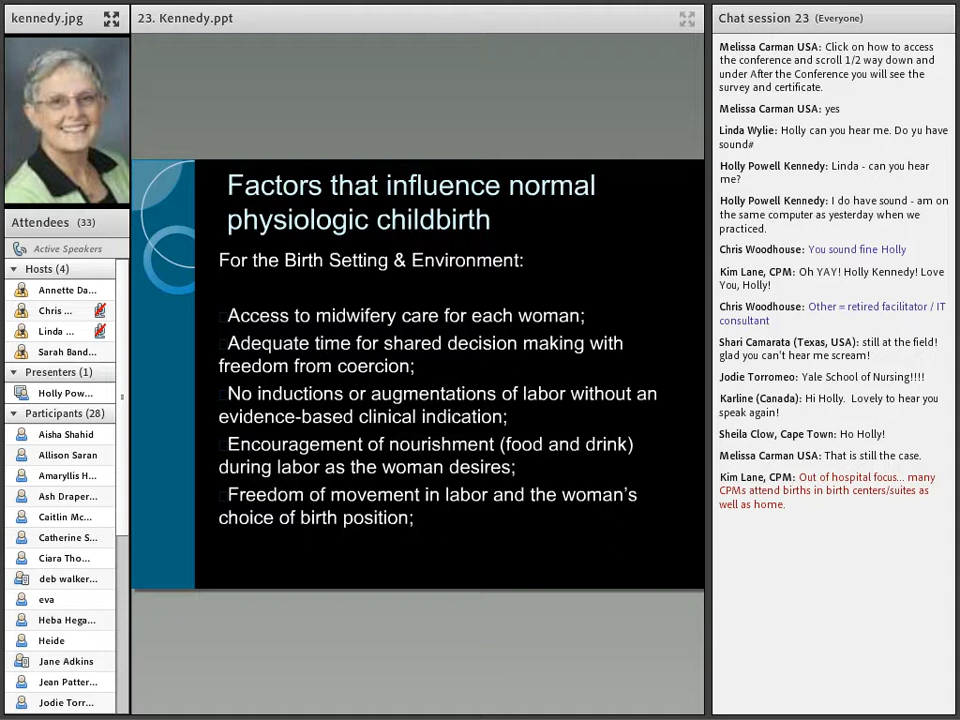 kennedy.jpg
Attendees (33)
Active Speakers
Hosts (4)
Annette Da...
Chris ...
Linda ...
Sarah Band...
Presenters (1)
Holly Pow...
Participants (28)
Aisha Shahid
Allison Saran
Amaryllis H...
Ash Draper...
Caitlin Mc...
Catherine S...
Ciara Tho...
deb walker...
eva
Heba Hega...
Heide
Jane Adkins
Jean Patter...
Jodie Torr...
23. Kennedy.ppt
Factors that influence normal
physiologic childbirth
For the Birth Setting & Environment:
Access to midwifery care for each woman;
Adequate time for shared decision making with
freedom from coercion;
No inductions or augmentations of labor without an
evidence-based clinical indication;
Encouragement of nourishment (food and drink)
during labor as the woman desires;
Freedom of movement in labor and the woman's
choice of birth position;
Chat session 23 (Everyone)
Melissa Carman USA: Click on how to access
the conference and scroll 1/2 way down and
under After the Conference you will see the
survey and certificate.
Melissa Carman USA: yes
Linda Wylie: Holly can you hear me. Do yu have
sound#
Holly Powell Kennedy: Linda - can you hear
me?
Holly Powell Kennedy: I do have sound - am on
the same computer as yesterday when we
practiced.
Chris Woodhouse: You sound fine Holly
Kim Lane, CPM: Oh YAY! Holly Kennedy! Love
You, Holly!
Chris Woodhouse: Other = retired facilitator / IT
consultant
Shari Camarata (Texas, USA): still at the field!
glad you can't hear me scream!
Jodie Torromeo: Yale School of Nursing!!!!
Karline (Canada): Hi Holly. Lovely to hear you
speak again!
Sheila Clow, Cape Town: Ho Holly!
Melissa Carman USA: That is still the case.
Kim Lane, CPM: Out of hospital focus... many
CPMs attend births in birth centers/suites as
well as home.